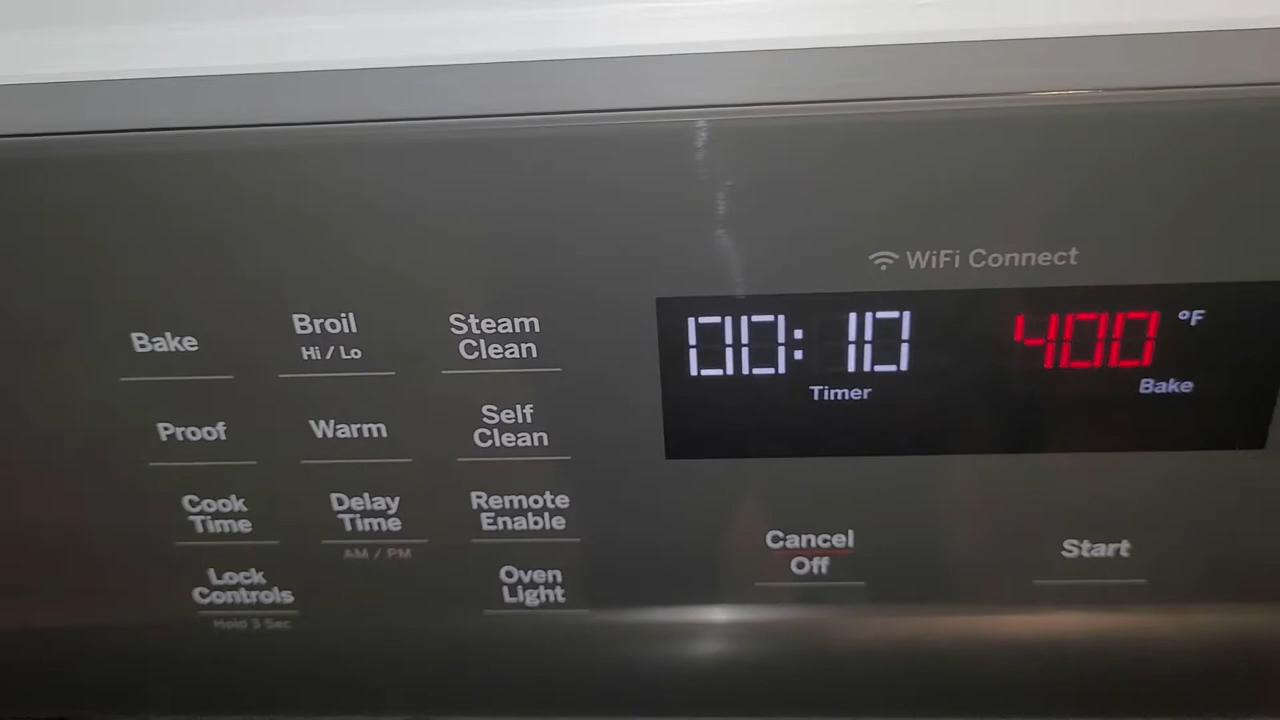 WiFi Connect
00:10 400 °F
Timer Bake
Bake
Broil
Hi / Lo
Steam
Clean
Proof
Warm
Self
Clean
Cook
Time
Delay
Time
AM / PM
Remote
Enable
Lock
Controls
Hold 3 Sec
Oven
Light
Cancel
Off
Start